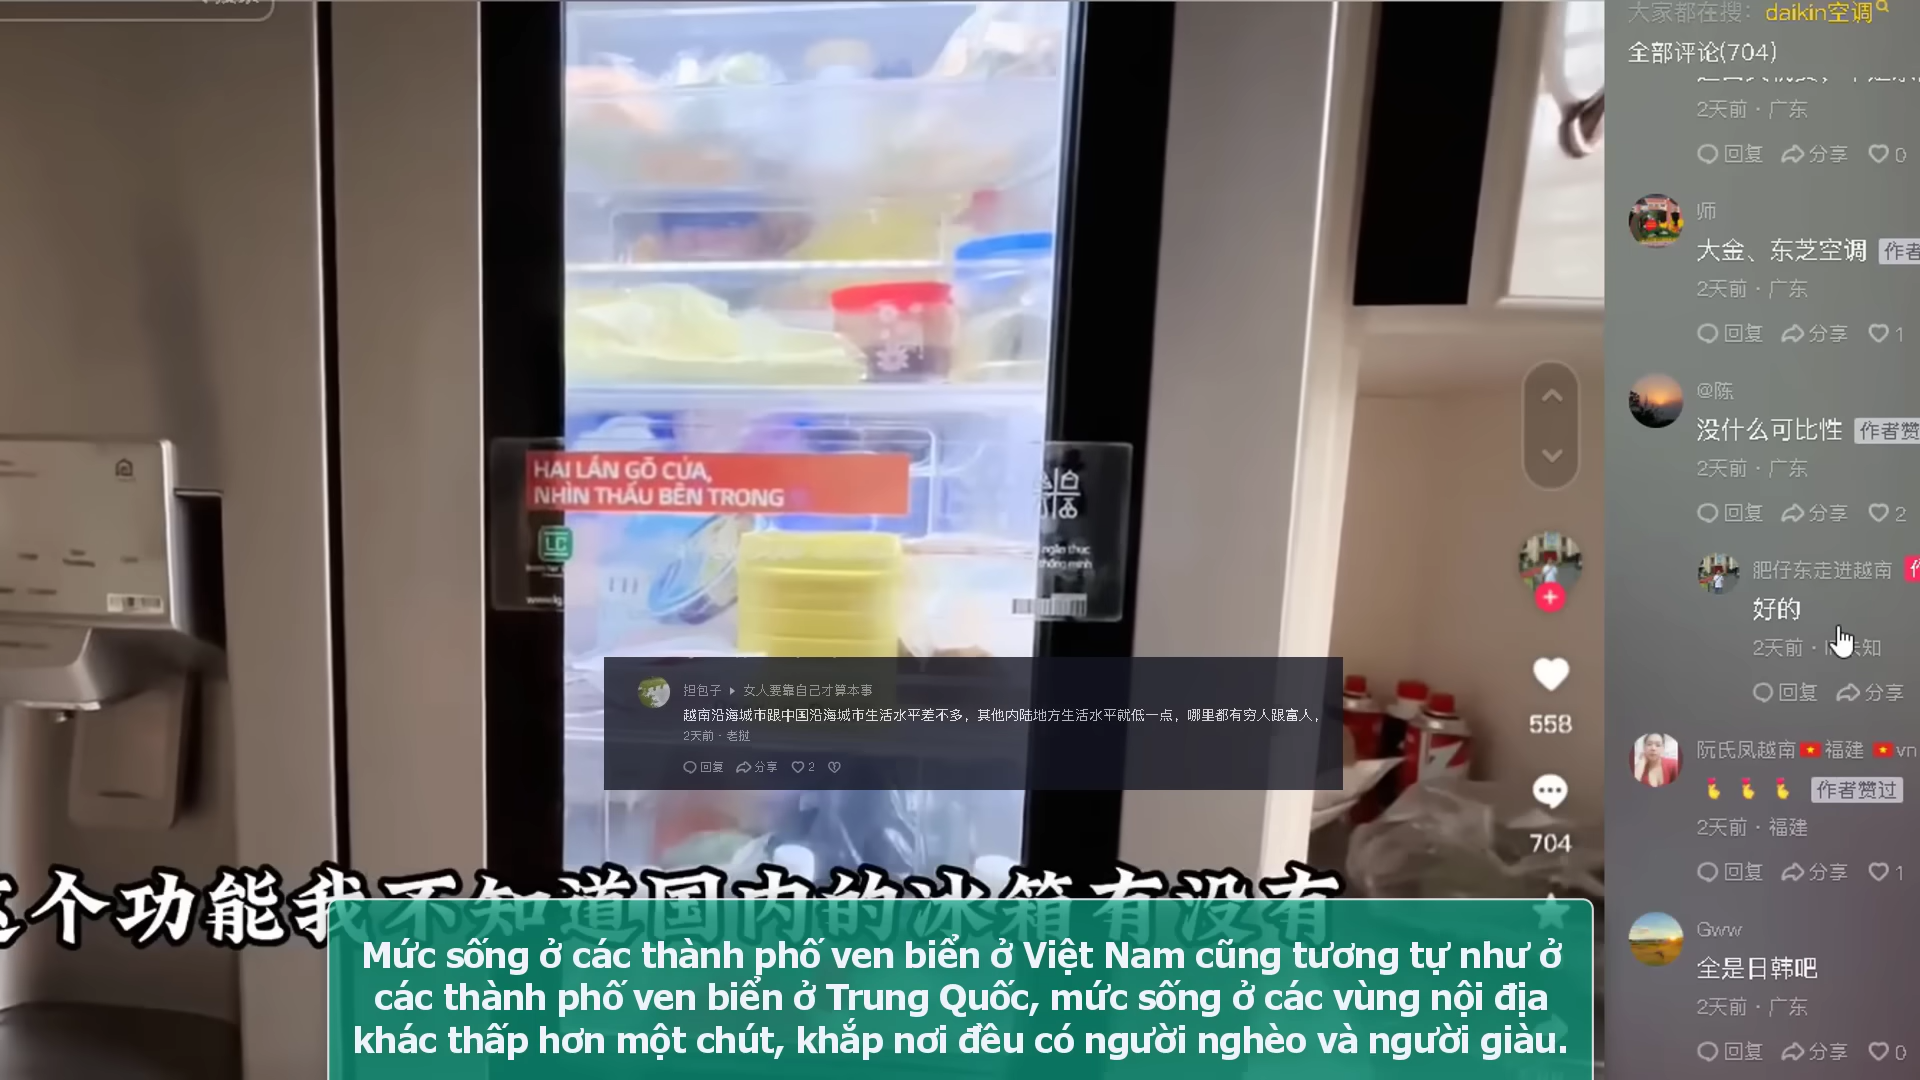 大家都在搜：daikin空调
全部评论(704)
2天前 · 广东
回复 分享 0
师
大金、东芝空调
2天前 · 广东
回复 分享 1
@陈
没什么可比性 作者赞
2天前 · 广东
回复 分享 2
肥仔东走进越南
好的
2天前 ·
回复 分享
阮氏凤越南🇻🇳福建🇻🇳vn
作者赞过
2天前 · 福建
回复 分享 1
Gww
全是日韩吧
2天前 · 广东
回复 分享 0
HAI LẦN GÕ CỬA,
NHÌN THẤU BÊN TRONG
LC
558
704
担包子 ▸ 女人要靠自己才算本事
越南沿海城市跟中国沿海城市生活水平差不多，其他内陆地方生活水平就低一点，哪里都有穷人跟富人，
2天前 · 老挝
回复 分享 2
这个功能我不知道国内的冰箱有没有
Mức sống ở các thành phố ven biển ở Việt Nam cũng tương tự như ở
các thành phố ven biển ở Trung Quốc, mức sống ở các vùng nội địa
khác thấp hơn một chút, khắp nơi đều có người nghèo và người giàu.